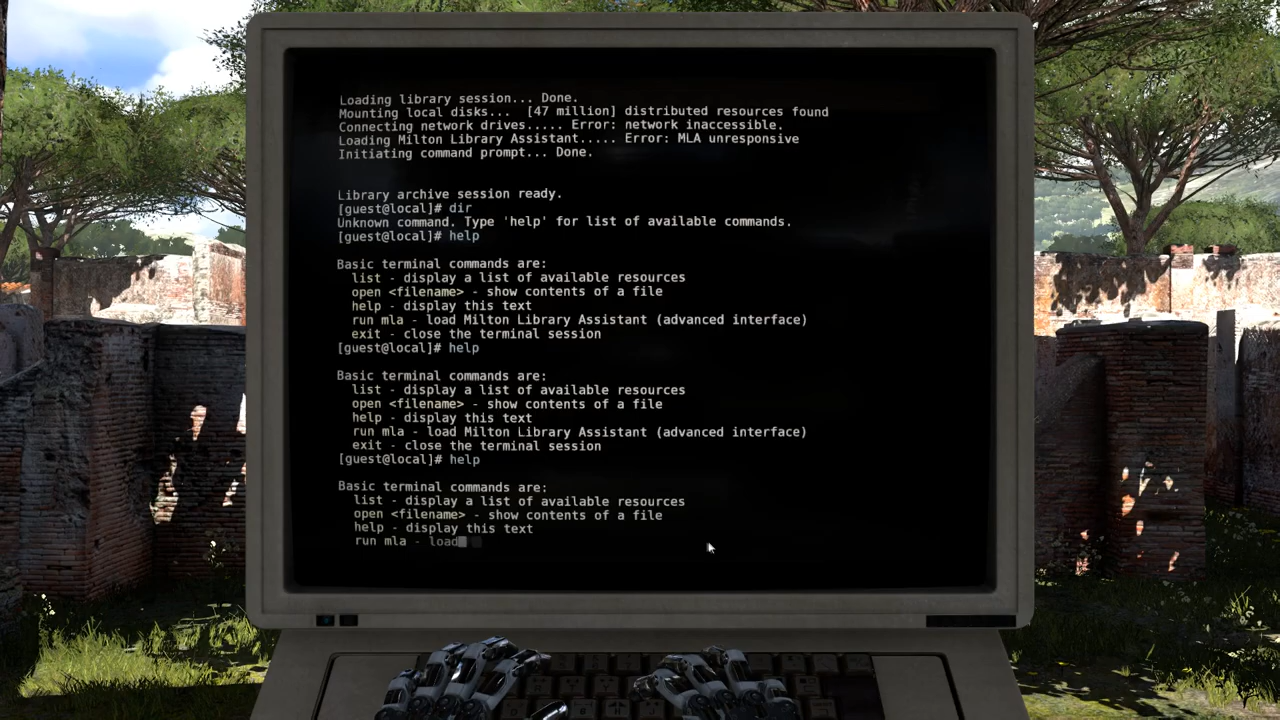 Loading library session... Done.
Mounting local disks...  [47 million] distributed resources found
Connecting network drives..... Error: network inaccessible.
Loading Milton Library Assistant..... Error: MLA unresponsive
Initiating command prompt... Done.
Library archive session ready.
[guest@local]# dir
Unknown command. Type 'help' for list of available commands.
[guest@local]# help
Basic terminal commands are:
list - display a list of available resources
open <filename> - show contents of a file
help - display this text
run mla - load Milton Library Assistant (advanced interface)
exit - close the terminal session
[guest@local]# help
Basic terminal commands are:
list - display a list of available resources
open <filename> - show contents of a file
help - display this text
run mla - load Milton Library Assistant (advanced interface)
exit - close the terminal session
[guest@local]# help
Basic terminal commands are:
list - display a list of available resources
open <filename> - show contents of a file
help - display this text
run mla - load